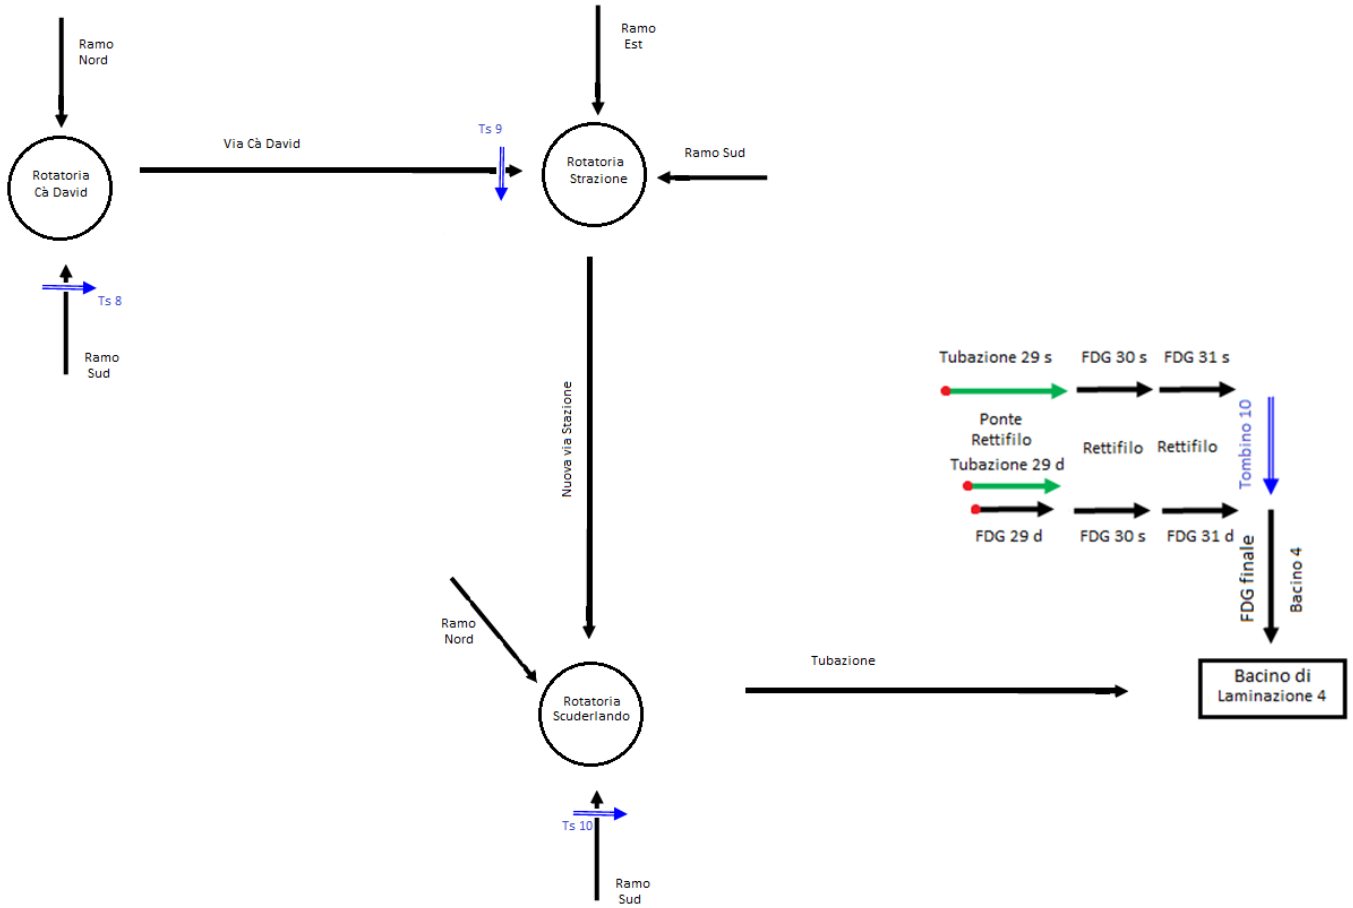 Ramo
Nord
Ramo
Est
Ts 9
Via Cà David
Ramo Sud
Rotatoria
Cà David
Rotatoria
Strazione
Ts 8
Ramo
Sud
Nuova via Stazione
Tubazione 29 s
FDG 30 s
FDG 31 s
Ponte
Rettifilo
Rettifilo
Rettifilo
Tombino 10
Tubazione 29 d
FDG 29 d
FDG 30 s
FDG 31 d
FDG finale
Bacino 4
Ramo
Nord
Rotatoria
Scuderlando
Tubazione
Bacino di
Laminazione 4
Ts 10
Ramo
Sud